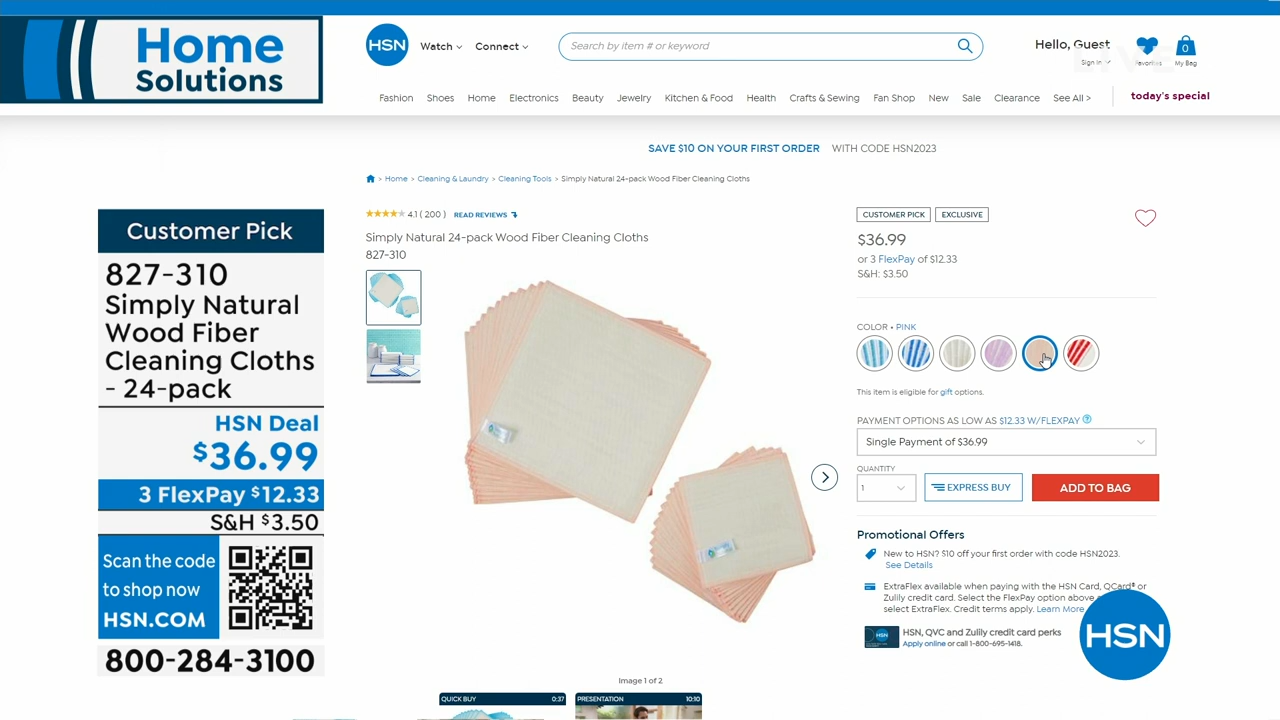 Home
Solutions
HSN
Watch
Connect
Search by item # or keyword
Hello, Guest
Sign In
Favorites
0
My Bag
Fashion Shoes Home Electronics Beauty Jewelry Kitchen & Food Health Crafts & Sewing Fan Shop New Sale Clearance See All >
today's special
SAVE $10 ON YOUR FIRST ORDER WITH CODE HSN2023
> Home > Cleaning & Laundry > Cleaning Tools > Simply Natural 24-pack Wood Fiber Cleaning Cloths
Customer Pick
827-310
Simply Natural
Wood Fiber
Cleaning Cloths
- 24-pack
HSN Deal
$36.99
3 FlexPay $12.33
S&H $3.50
Scan the code
to shop now
HSN.COM
800-284-3100
4.1 ( 200 ) READ REVIEWS
Simply Natural 24-pack Wood Fiber Cleaning Cloths
827-310
Image 1 of 2
QUICK BUY 0:37
PRESENTATION 10:10
CUSTOMER PICK EXCLUSIVE
$36.99
or 3 FlexPay of $12.33
S&H: $3.50
COLOR • PINK
This item is eligible for gift options.
PAYMENT OPTIONS AS LOW AS $12.33 W/FLEXPAY ?
Single Payment of $36.99
QUANTITY
1
EXPRESS BUY
ADD TO BAG
Promotional Offers
New to HSN? $10 off your first order with code HSN2023.
See Details
ExtraFlex available when paying with the HSN Card, QCard® or
Zulily credit card. Select the FlexPay option above
select ExtraFlex. Credit terms apply. Learn More
HSN
HSN, QVC and Zulily credit card perks
Apply online or call 1-800-695-1418.
HSN